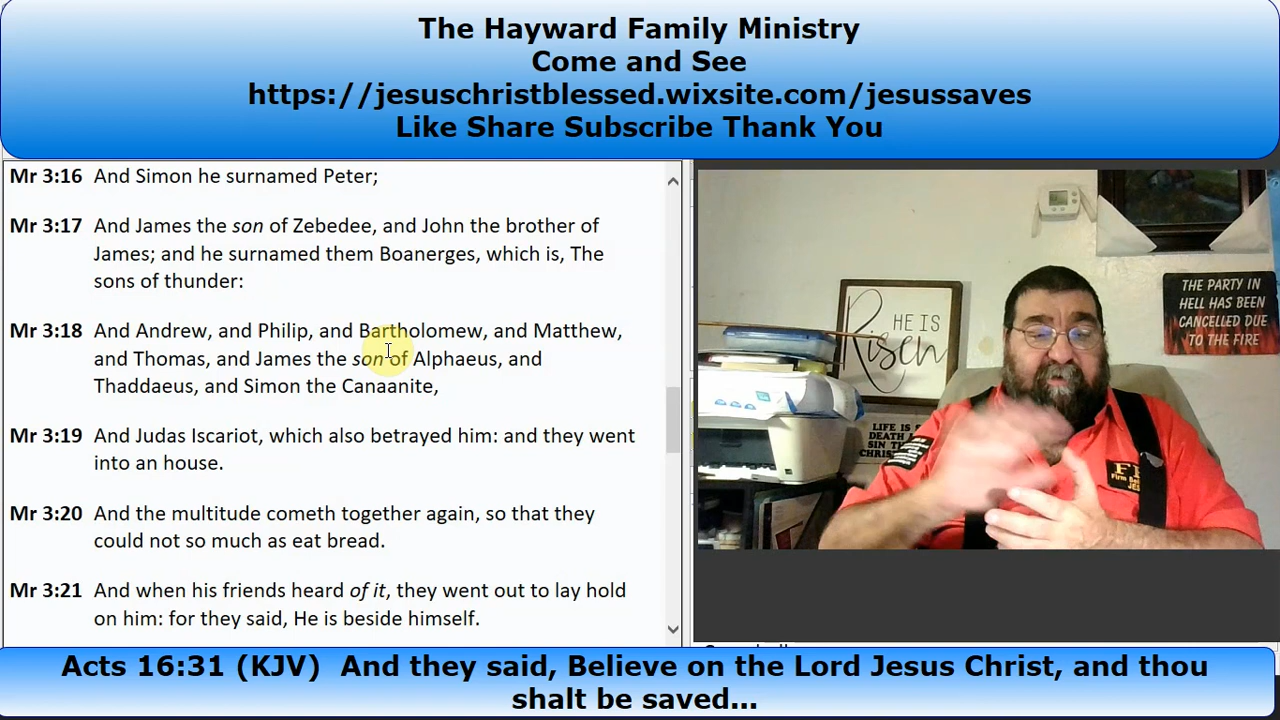 The Hayward Family Ministry
Come and See
https://jesuschristblessed.wixsite.com/jesussaves
Like Share Subscribe Thank You
Mr 3:16 And Simon he surnamed Peter;
Mr 3:17 And James the son of Zebedee, and John the brother of
James; and he surnamed them Boanerges, which is, The
sons of thunder:
Mr 3:18 And Andrew, and Philip, and Bartholomew, and Matthew,
and Thomas, and James the son of Alphaeus, and
Thaddaeus, and Simon the Canaanite,
Mr 3:19 And Judas Iscariot, which also betrayed him: and they went
into an house.
Mr 3:20 And the multitude cometh together again, so that they
could not so much as eat bread.
Mr 3:21 And when his friends heard of it, they went out to lay hold
on him: for they said, He is beside himself.
HE IS
Risen
THE PARTY IN
HELL HAS BEEN
CANCELLED DUE
TO THE FIRE
LIFE IS
DEATH
SIN
Firm
Acts 16:31 (KJV) And they said, Believe on the Lord Jesus Christ, and thou
shalt be saved...